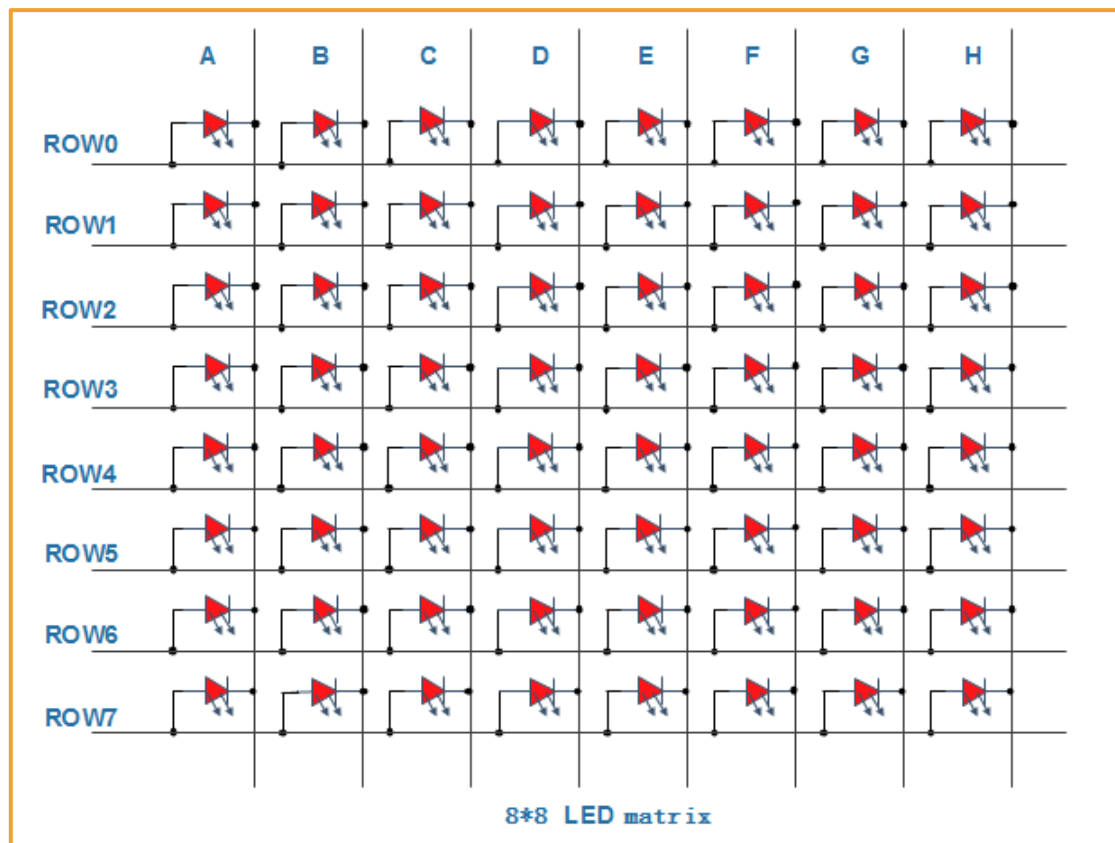 A B C D E F G H
ROW0
ROW1
ROW2
ROW3
ROW4
ROW5
ROW6
ROW7
8*8 LED matrix